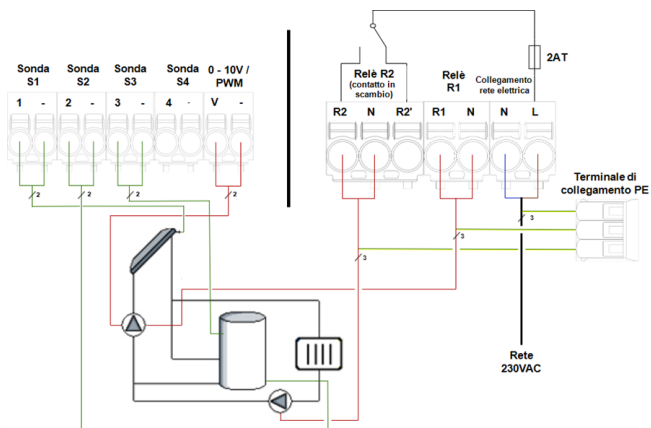 Sonda S1
Sonda S2
Sonda S3
Sonda S4
0 - 10V / PWM
1 - 2 - 3 - 4 - V -
2
2
2
2
Relè R2
(contatto in scambio)
Relè R1
Collegamento rete elettrica
2AT
R2 N R2' R1 N N L
Terminale di collegamento PE
3
3
3
Rete
230VAC